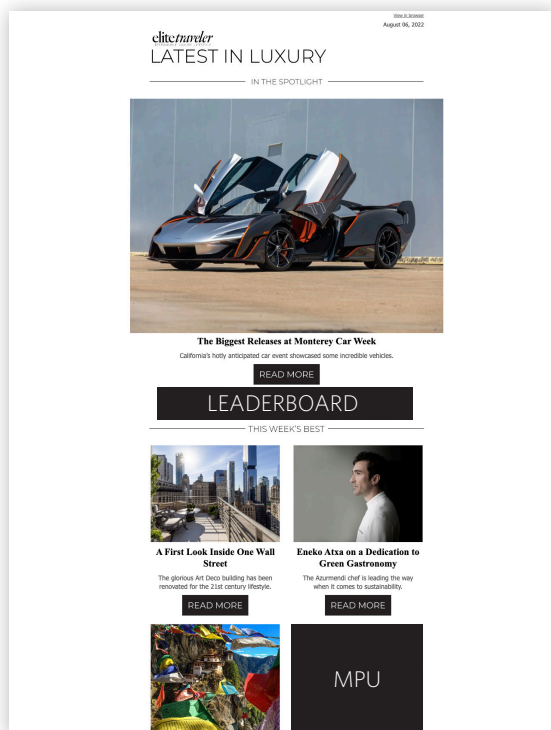 View in browser
August 06, 2022
elitetraveler
LATEST IN LUXURY
IN THE SPOTLIGHT
The Biggest Releases at Monterey Car Week
California's hotly anticipated car event showcased some incredible vehicles.
READ MORE
LEADERBOARD
THIS WEEK'S BEST
A First Look Inside One Wall
Street
The glorious Art Deco building has been
renovated for the 21st century lifestyle.
READ MORE
Eneko Atxa on a Dedication to
Green Gastronomy
The Azurmendi chef is leading the way
when it comes to sustainability.
READ MORE
MPU